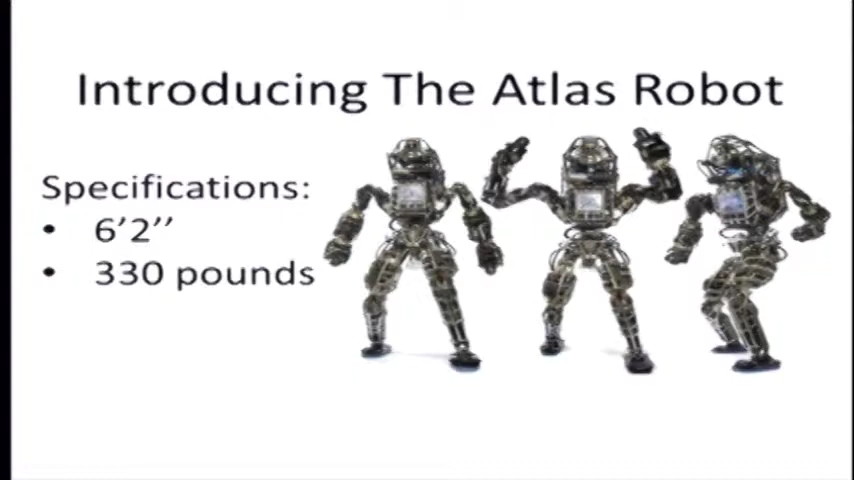 Introducing The Atlas Robot
Specifications:
• 6’2’’
• 330 pounds